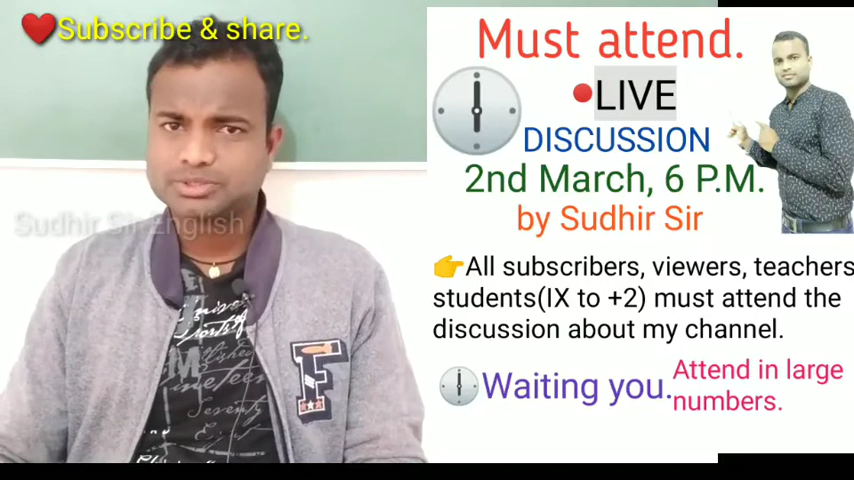 ❤️Subscribe & share.
Must attend.
🔴LIVE
DISCUSSION
2nd March, 6 P.M.
by Sudhir Sir
Sudhir Sir English
👉All subscribers, viewers, teachers
students(IX to +2) must attend the
discussion about my channel.
Waiting you.
Attend in large
numbers.
F